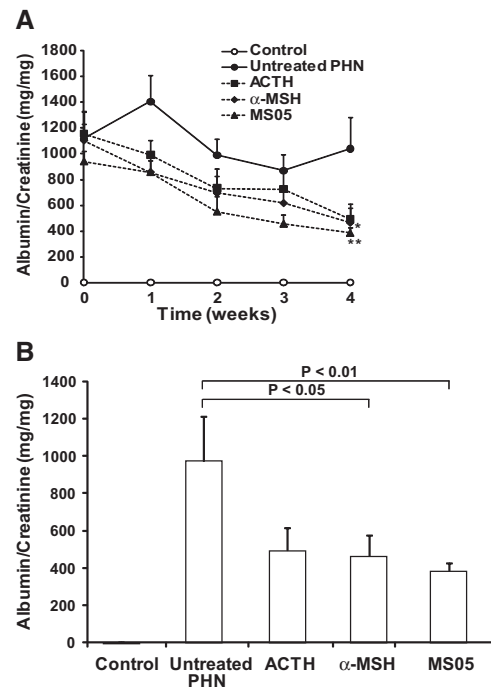 A
Albumin/Creatinine (mg/mg)
1800
1600
1400
1200
1000
800
600
400
200
0
Control
Untreated PHN
ACTH
α-MSH
MS05
*
**
0 1 2 3 4
Time (weeks)
B
Albumin/Creatinine (mg/mg)
1400
1200
1000
800
600
400
200
0
P < 0.01
P < 0.05
Control Untreated PHN ACTH α-MSH MS05